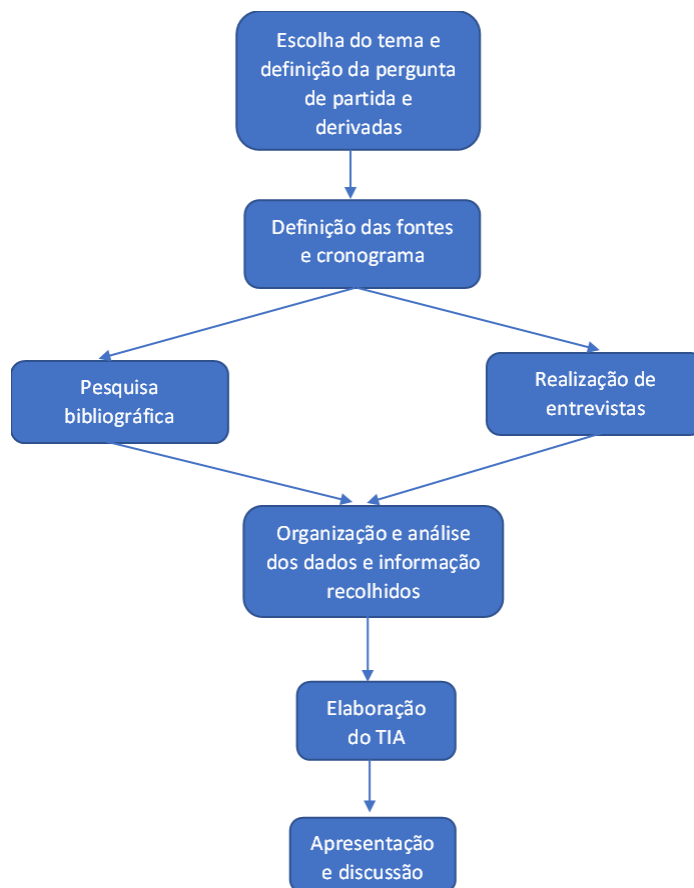 Escolha do tema e
definição da pergunta
de partida e
derivadas
Definição das fontes
e cronograma
Pesquisa
bibliográfica
Realização de
entrevistas
Organização e análise
dos dados e informação
recolhidos
Elaboração
do TIA
Apresentação
e discussão